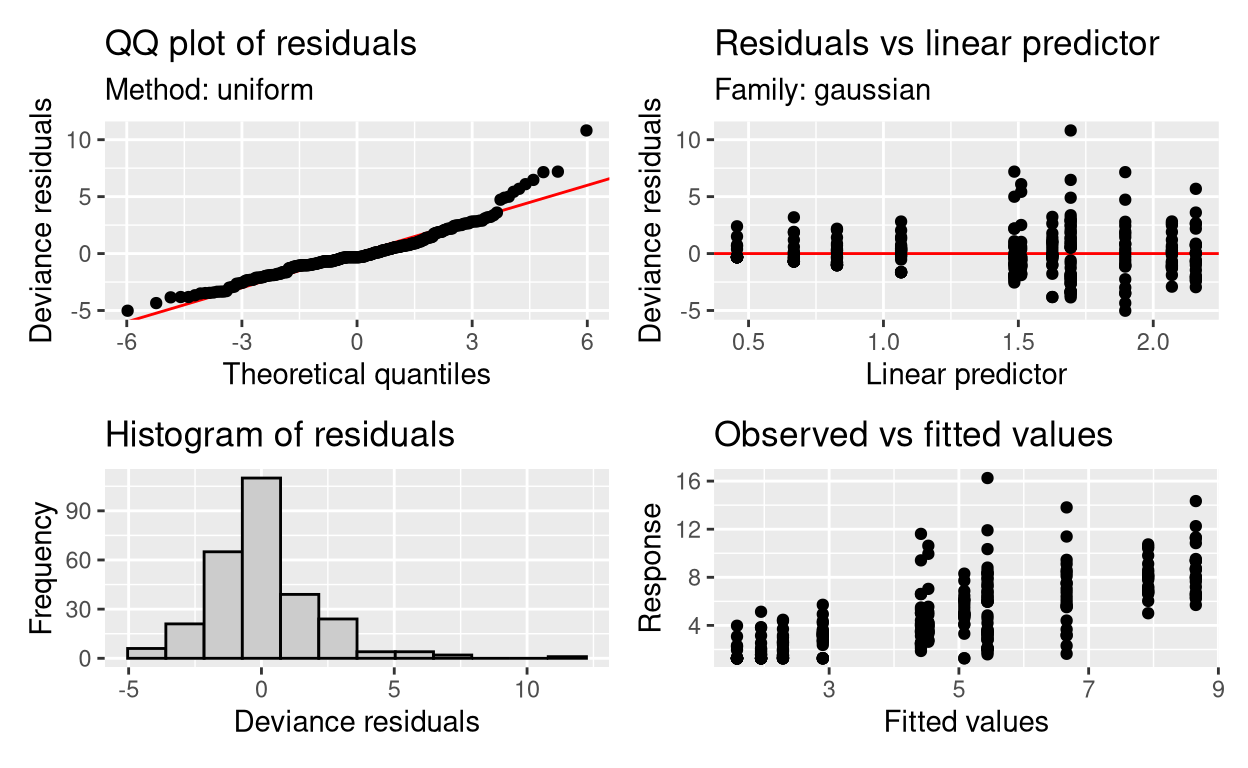 QQ plot of residuals
Method: uniform
Deviance residuals
10
5
0
-5
-6
-3
0
3
6
Theoretical quantiles
Residuals vs linear predictor
Family: gaussian
Deviance residuals
10
5
0
-5
0.5
1.0
1.5
2.0
Linear predictor
Histogram of residuals
Frequency
90
60
30
0
-5
0
5
10
Deviance residuals
Observed vs fitted values
Response
16
12
8
4
3
5
7
9
Fitted values